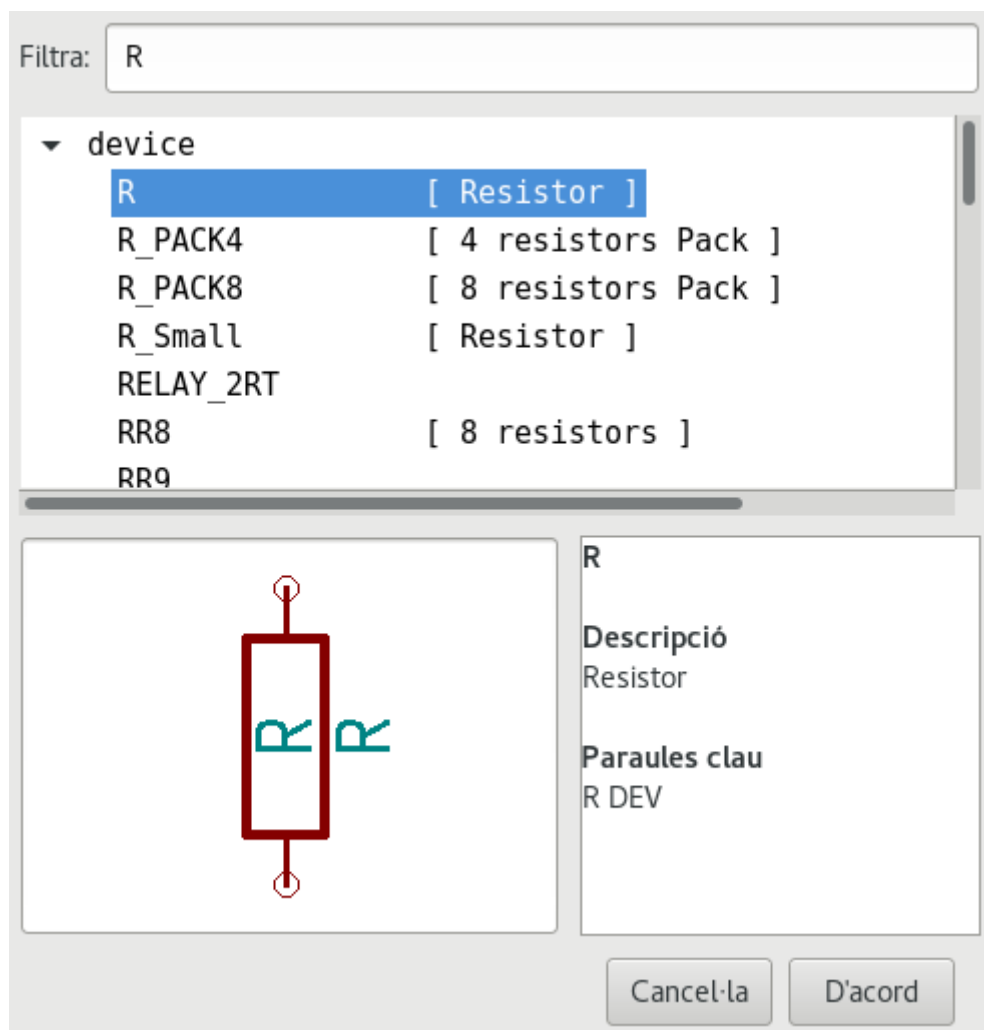 Filtra: R
device
R [ Resistor ]
R_PACK4 [ 4 resistors Pack ]
R_PACK8 [ 8 resistors Pack ]
R_Small [ Resistor ]
RELAY_2RT
RR8 [ 8 resistors ]
RR9
R R
R
Descripció
Resistor
Paraules clau
R DEV
Cancel·la D'acord